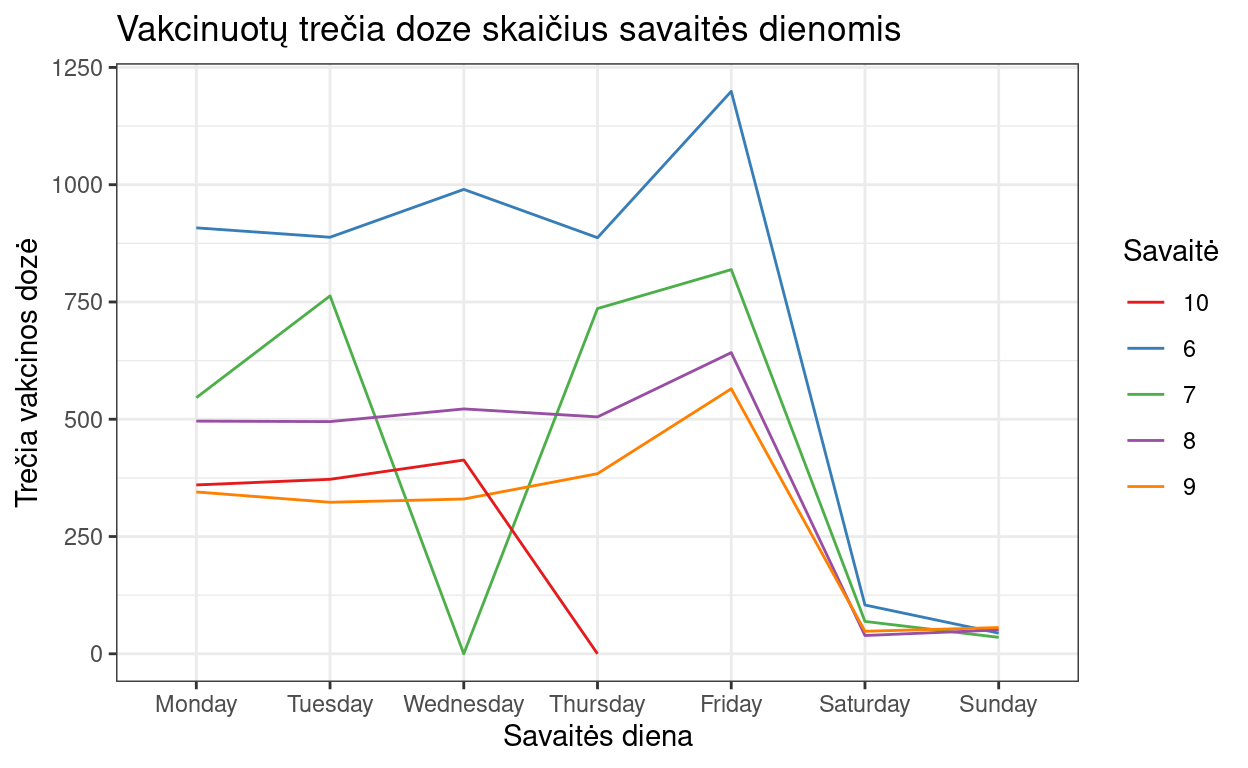 Vakcinuotų trečia doze skaičius savaitės dienomis
Trečia vakcinos dozė
1250
1000
750
500
250
0
Monday Tuesday Wednesday Thursday Friday Saturday Sunday
Savaitės diena
Savaitė
10
6
7
8
9